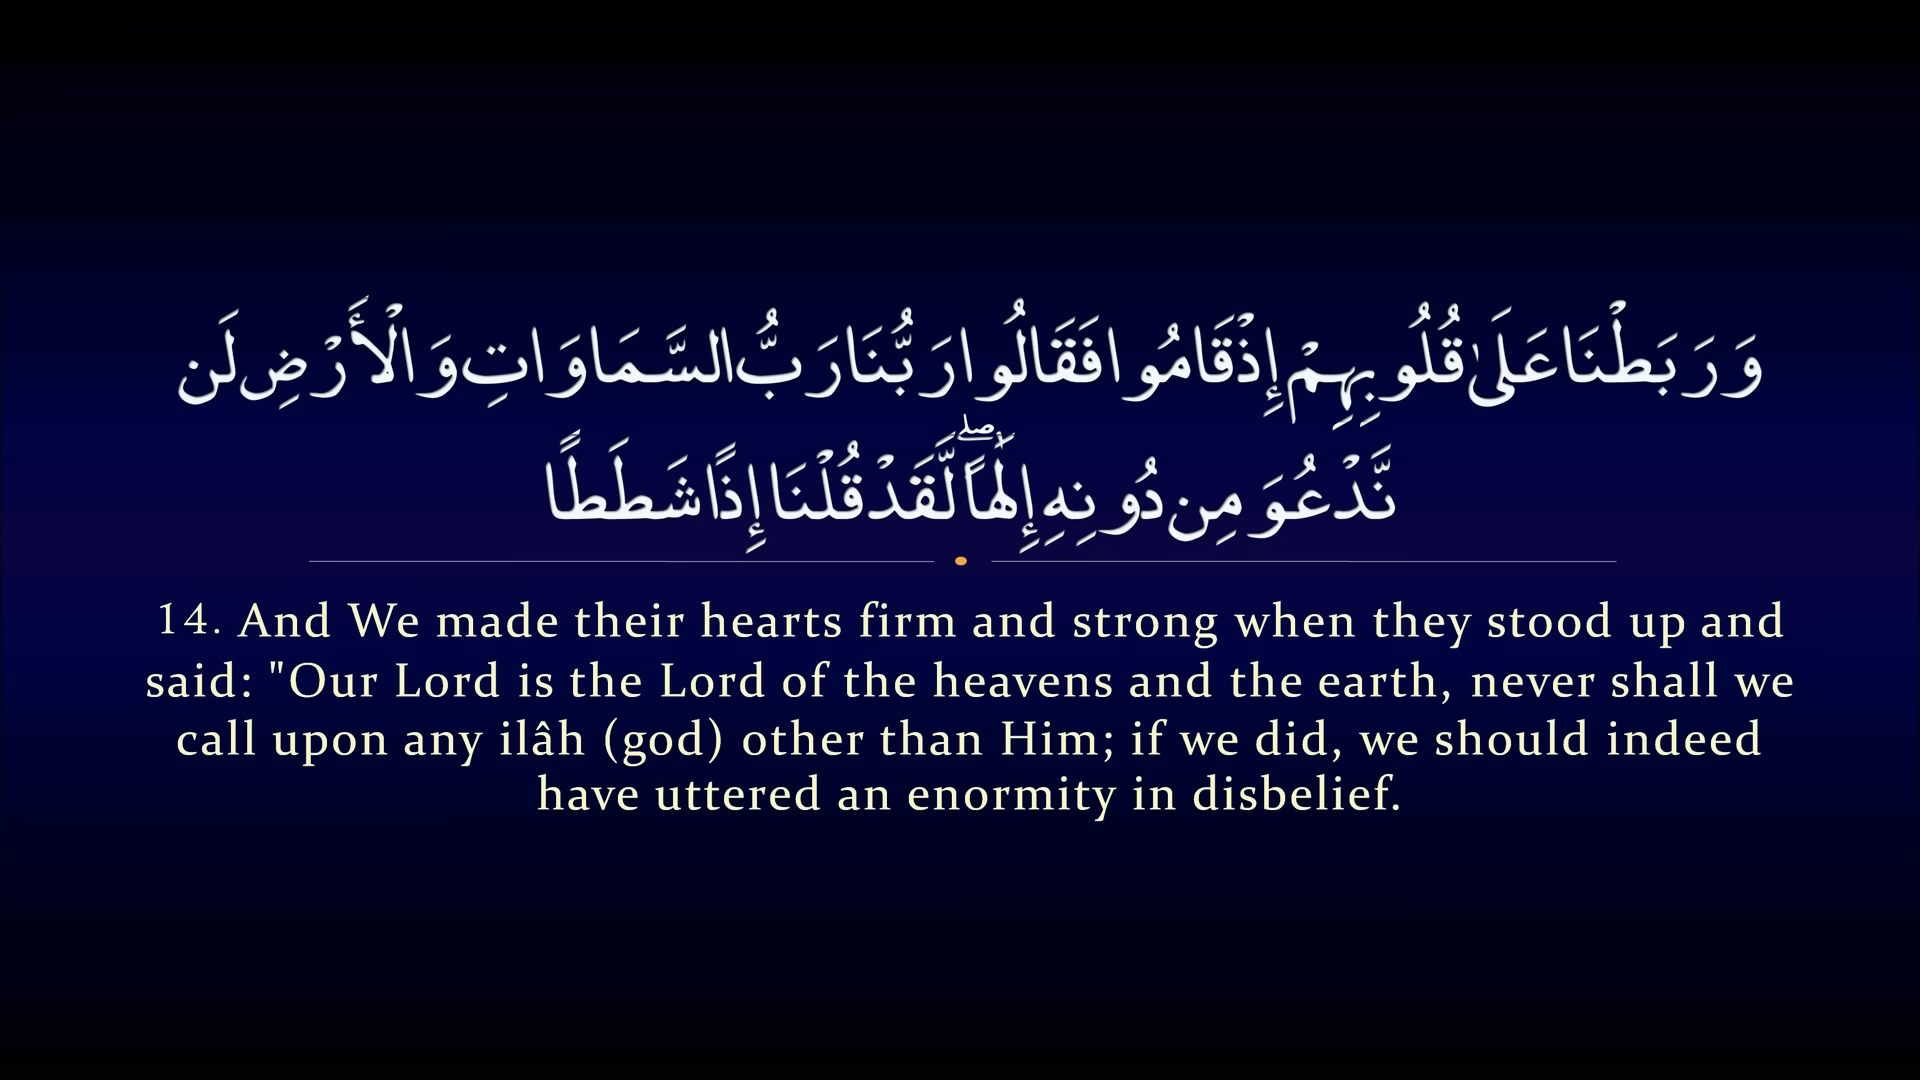 وَرَبَطْنَا عَلَىٰ قُلُوبِهِمْ إِذْ قَامُوا فَقَالُوا رَبُّنَا رَبُّ السَّمَاوَاتِ وَالْأَرْضِ لَن
نَّدْعُوَ مِن دُونِهِ إِلَٰهًا ۖ لَّقَدْ قُلْنَا إِذًا شَطَطًا
14. And We made their hearts firm and strong when they stood up and
said: "Our Lord is the Lord of the heavens and the earth, never shall we
call upon any ilâh (god) other than Him; if we did, we should indeed
have uttered an enormity in disbelief.